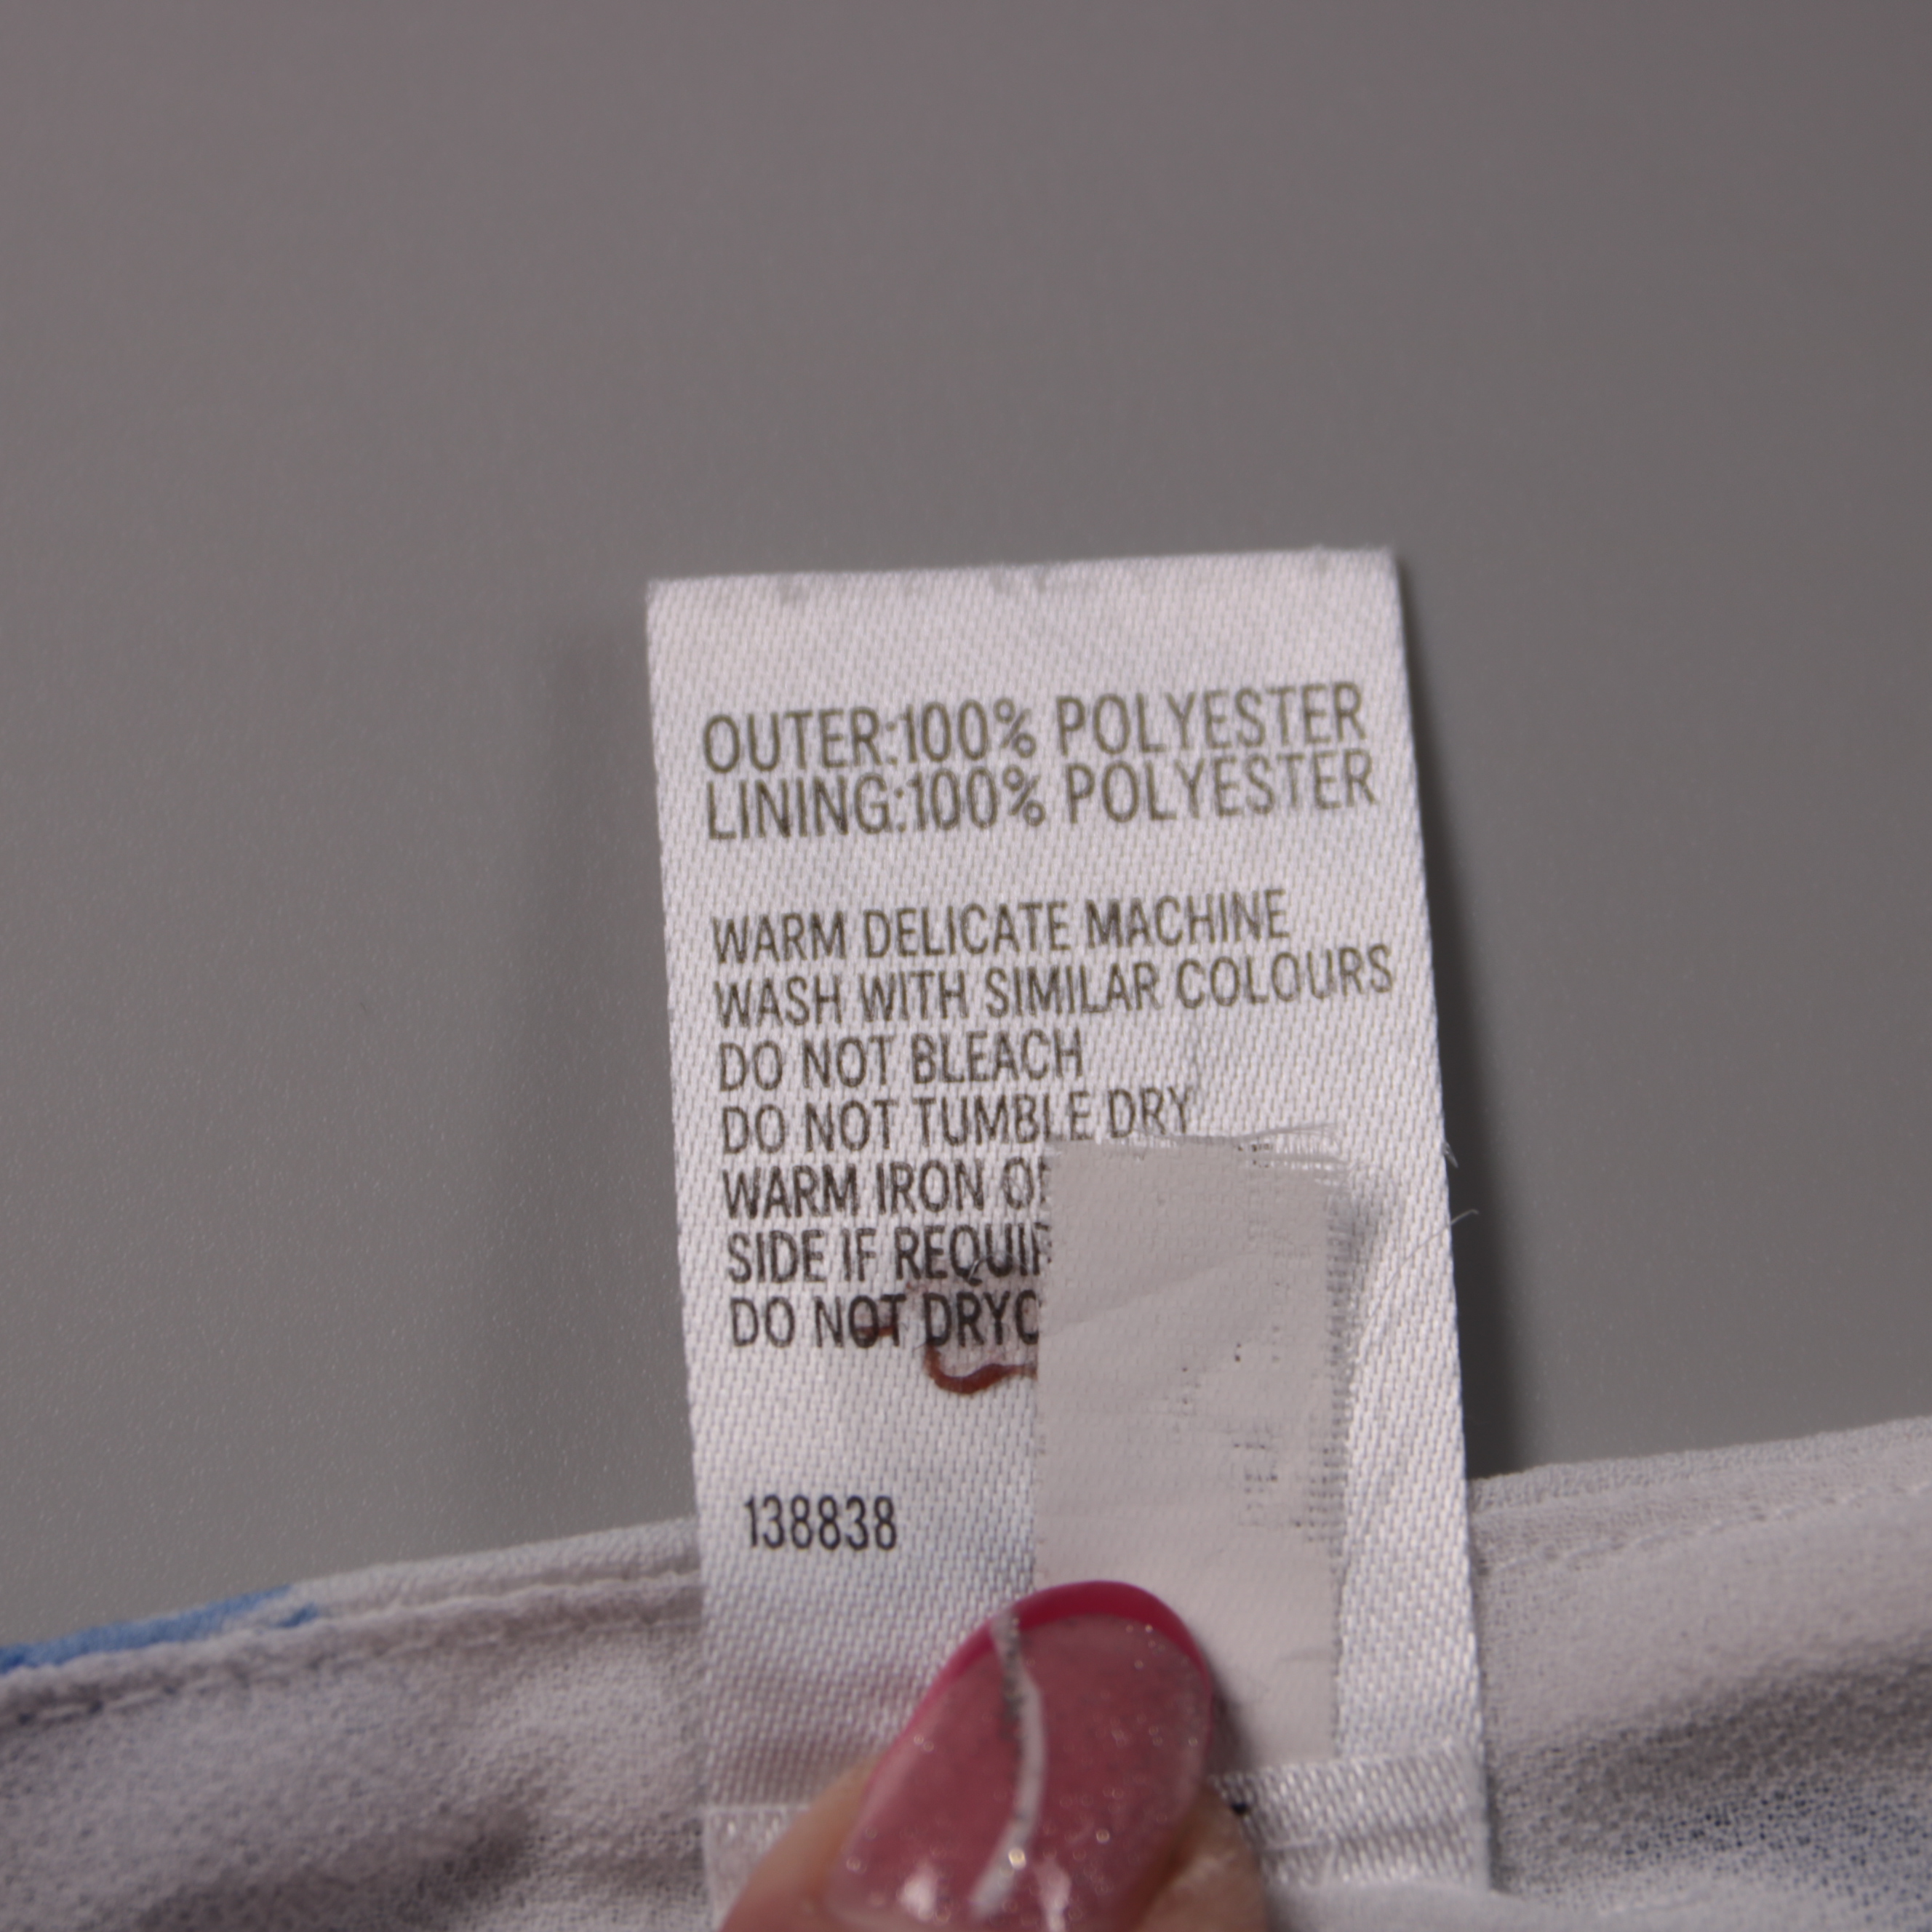 OUTER:100% POLYESTER
LINING:100% POLYESTER
WARM DELICATE MACHINE
WASH WITH SIMILAR COLOURS
DO NOT BLEACH
DO NOT TUMBLE DRY
WARM IRON
SIDE IF
DO NOT
138838